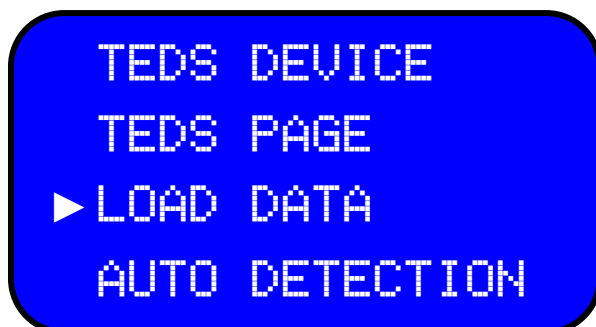 TEDS DEVICE
TEDS PAGE
►LOAD DATA
AUTO DETECTION